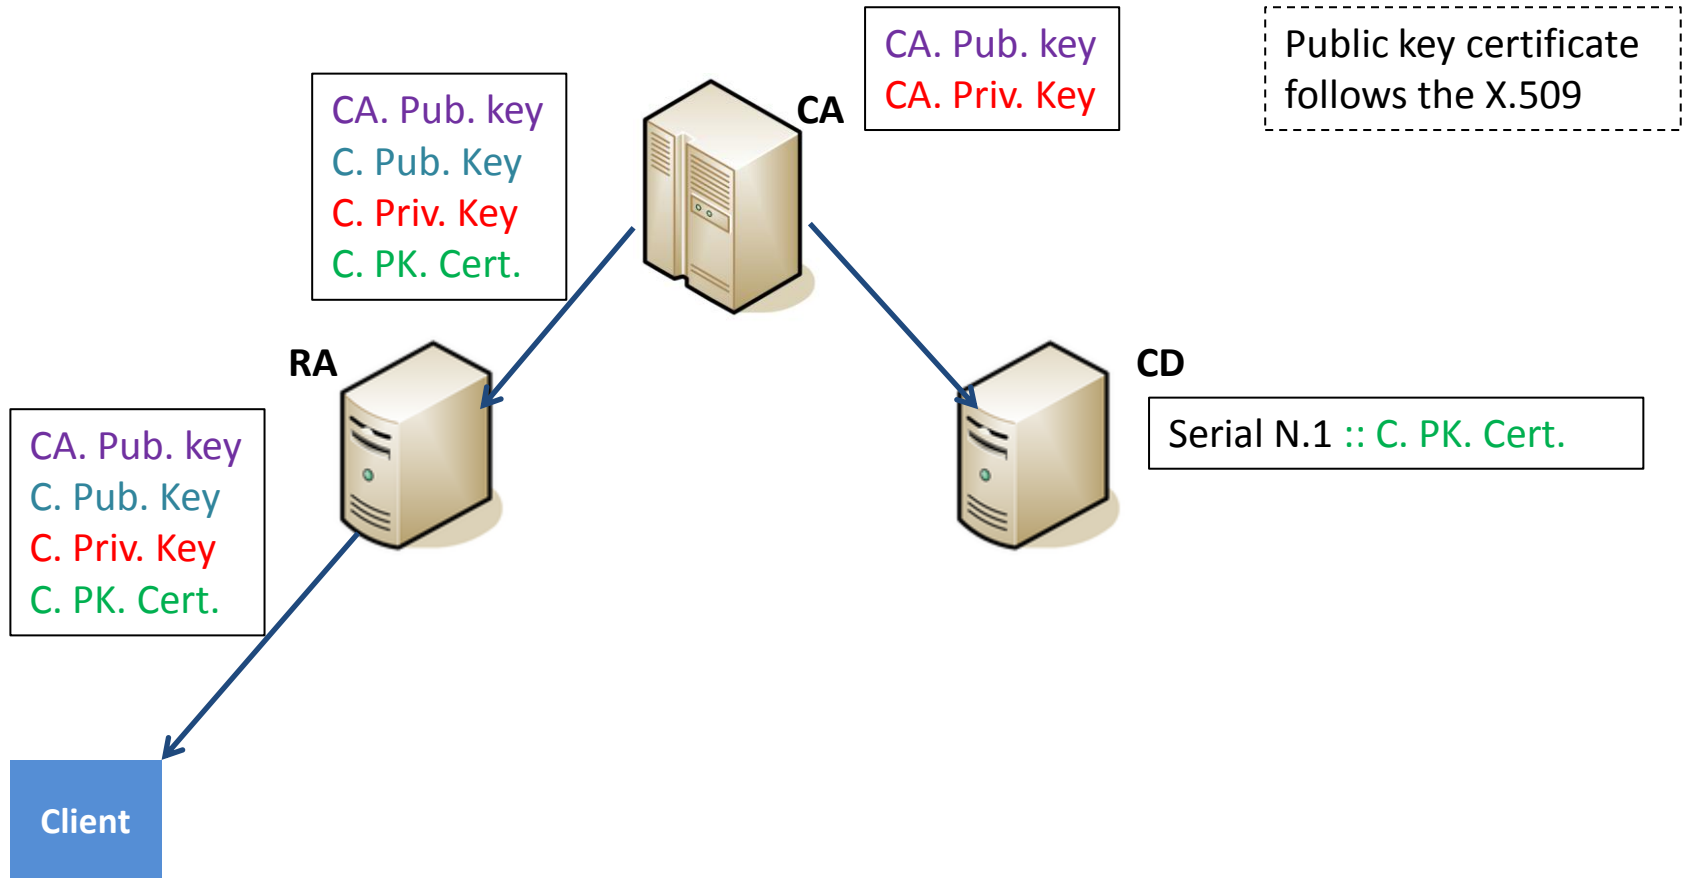 CA. Pub. key
CA. Priv. Key
Public key certificate
follows the X.509
CA
CA. Pub. key
C. Pub. Key
C. Priv. Key
C. PK. Cert.
RA
CD
Serial N.1 :: C. PK. Cert.
CA. Pub. key
C. Pub. Key
C. Priv. Key
C. PK. Cert.
Client